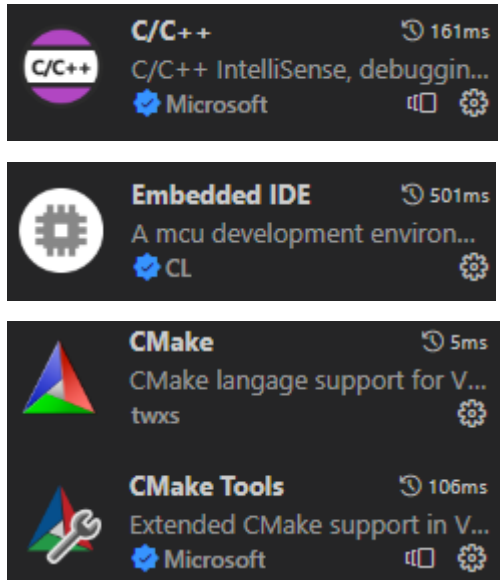 C/C++ 161ms
C/C++ C/C++ IntelliSense, debuggin...
Microsoft
Embedded IDE 501ms
A mcu development environ...
CL
CMake 5ms
CMake langage support for V...
twxs
CMake Tools 106ms
Extended CMake support in V...
Microsoft